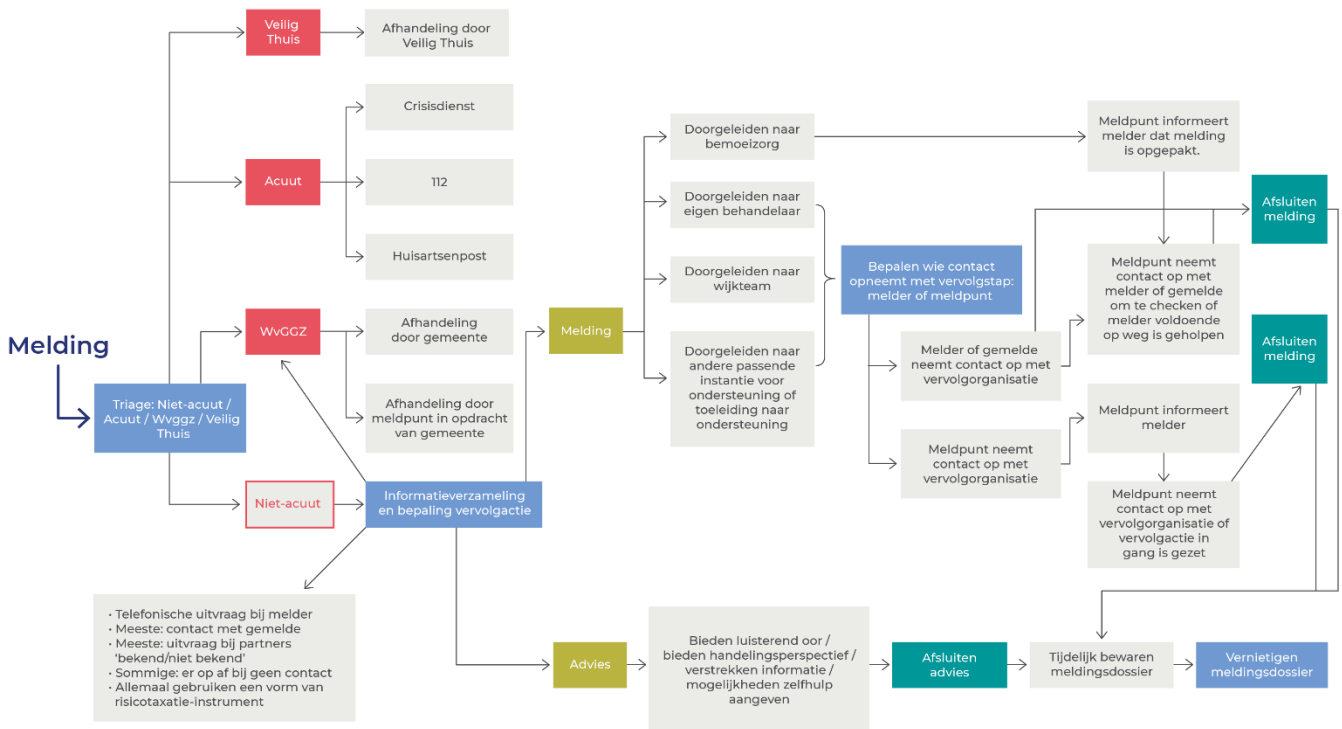 Melding
Triage: Niet-acuut /
Acuut / Wvggz / Veilig
Thuis
Veilig
Thuis
Afhandeling door
Veilig Thuis
Acuut
Crisisdienst
112
Huisartsenpost
WvGGZ
Afhandeling
door gemeente
Afhandeling door
meldpunt in opdracht
van gemeente
Niet-acuut
Informatieverzameling
en bepaling vervolgactie
· Telefonische uitvraag bij melder
· Meeste: contact met gemelde
· Meeste: uitvraag bij partners
‘bekend/niet bekend’
· Sommige: er op af bij geen contact
· Allemaal gebruiken een vorm van
risicotaxatie-instrument
Melding
Doorgeleiden naar
bemoeizorg
Doorgeleiden naar
eigen behandelaar
Doorgeleiden naar
wijkteam
Doorgeleiden naar
andere passende
instantie voor
ondersteuning of
toeleiding naar
ondersteuning
Bepalen wie contact
opneemt met vervolgstap:
melder of meldpunt
Melder of gemelde
neemt contact op met
vervolgorganisatie
Meldpunt neemt
contact op met
vervolgorganisatie
Meldpunt informeert
melder dat melding
is opgepakt.
Meldpunt neemt
contact op met
melder of gemelde
om te checken of
melder voldoende
op weg is geholpen
Meldpunt informeert
melder
Meldpunt neemt
contact op met
vervolgorganisatie of
vervolgactie in
gang is gezet
Afsluiten
melding
Afsluiten
melding
Advies
Bieden luisterend oor /
bieden handelingsperspectief /
verstrekken informatie /
mogelijkheden zelfhulp
aangeven
Afsluiten
advies
Tijdelijk bewaren
meldingsdossier
Vernietigen
meldingsdossier